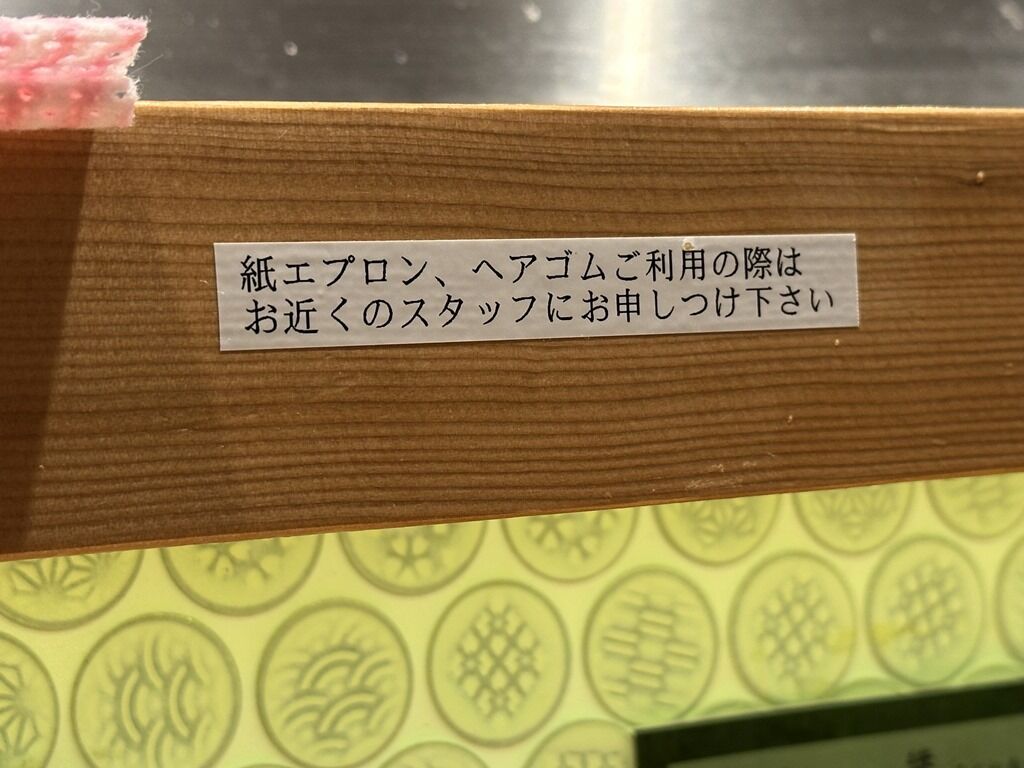 紙エプロン、ヘアゴムご利用の際は
お近くのスタッフにお申しつけ下さい